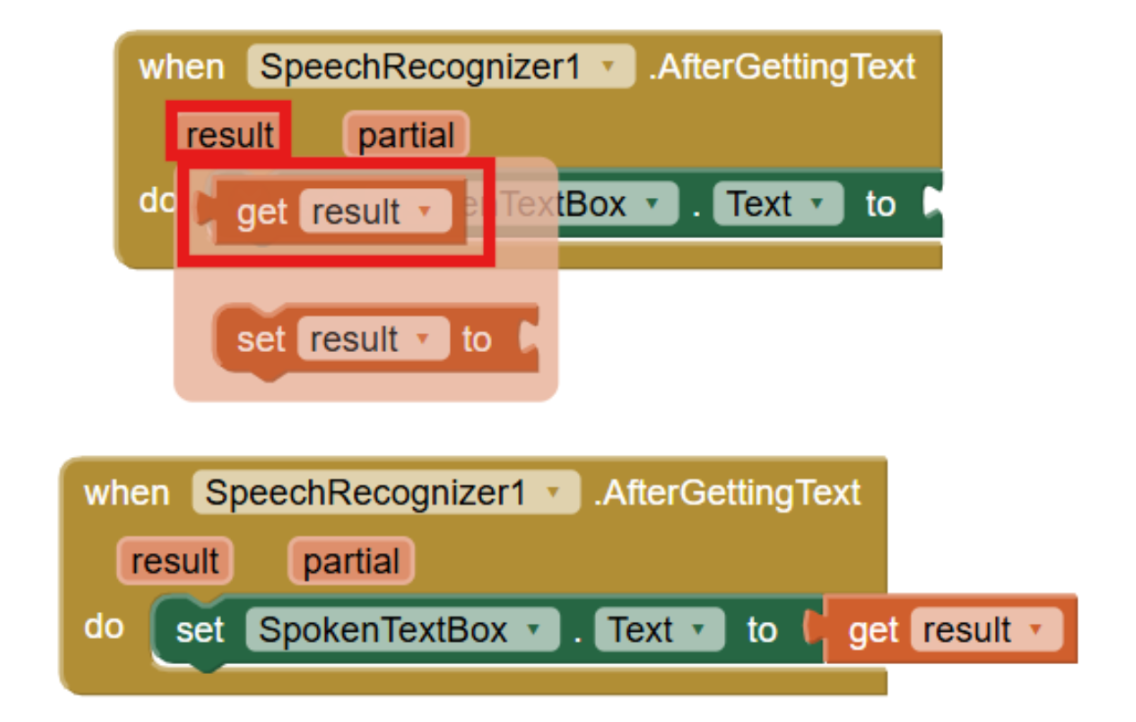 when SpeechRecognizer1 .AfterGettingText
result partial
do get result TextBox . Text to
set result to
when SpeechRecognizer1 .AfterGettingText
result partial
do set SpokenTextBox . Text to get result